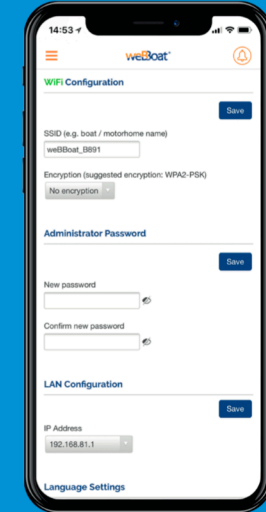 14:53
weBBoat®
WiFi Configuration
Save
SSID (e.g. boat / motorhome name)
weBBoat_B891
Encryption (suggested encryption: WPA2-PSK)
No encryption
Administrator Password
Save
New password
Confirm new password
LAN Configuration
Save
IP Address
192.168.81.1
Language Settings